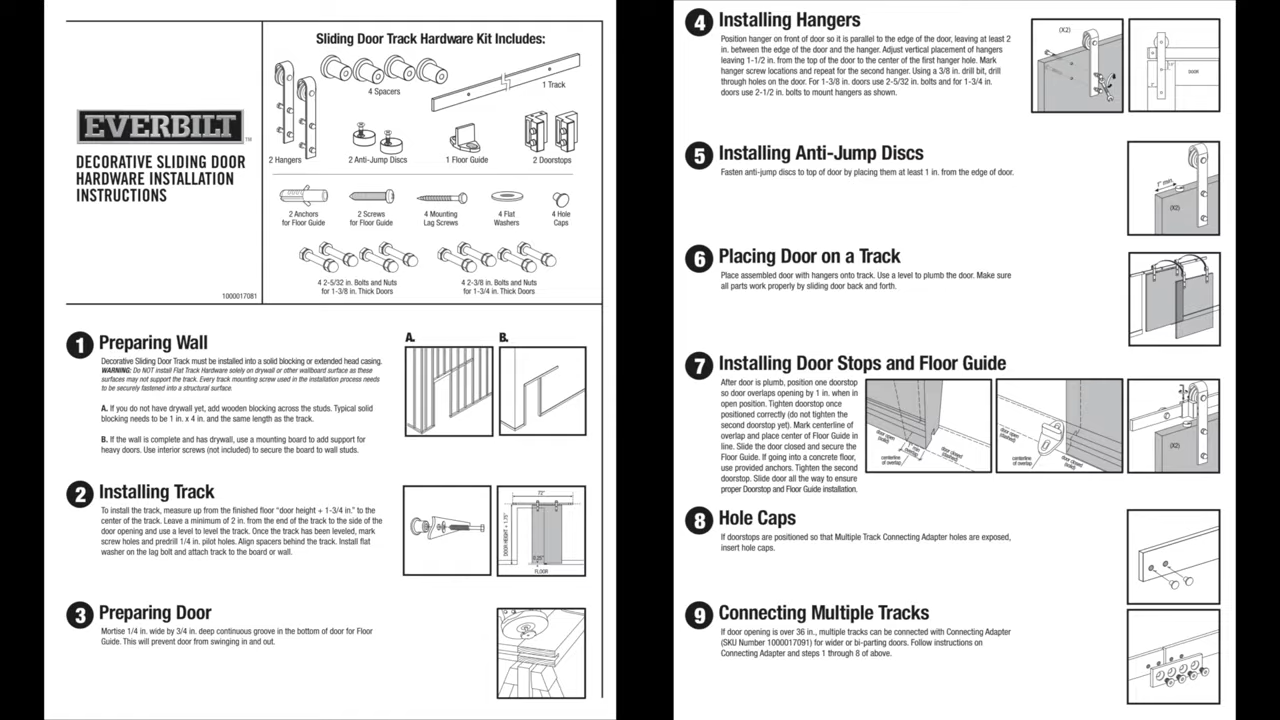 EVERBILT™
DECORATIVE SLIDING DOOR
HARDWARE INSTALLATION
INSTRUCTIONS
1000017081
Sliding Door Track Hardware Kit Includes:
4 Spacers
1 Track
2 Hangers
2 Anti-Jump Discs
1 Floor Guide
2 Doorstops
2 Anchors
for Floor Guide
2 Screws
for Floor Guide
4 Mounting
Lag Screws
4 Flat
Washers
4 Hole
Caps
4 2-5/32 in. Bolts and Nuts
for 1-3/8 in. Thick Doors
4 2-3/8 in. Bolts and Nuts
for 1-3/4 in. Thick Doors
1 Preparing Wall
Decorative Sliding Door Track must be installed into a solid blocking or extended head casing.
WARNING: Do NOT install Flat Track Hardware solely on drywall or other wallboard surface as these
surfaces may not support the track. Every track mounting screw used in the installation process needs
to be securely fastened into a structural surface.
A. If you do not have drywall yet, add wooden blocking across the studs. Typical solid
blocking needs to be 1 in. x 4 in. and the same length as the track.
B. If the wall is complete and has drywall, use a mounting board to add support for
heavy doors. Use interior screws (not included) to secure the board to wall studs.
A.
B.
2 Installing Track
To install the track, measure up from the finished floor “door height + 1-3/4 in.” to the
center of the track. Leave a minimum of 2 in. from the end of the track to the side of the
door opening and use a level to level the track. Once the track has been leveled, mark
screw holes and predrill 1/4 in. pilot holes. Align spacers behind the track. Install flat
washer on the lag bolt and attach track to the board or wall.
72"
DOOR HEIGHT + 1.75"
0.25"
FLOOR
3 Preparing Door
Mortise 1/4 in. wide by 3/4 in. deep continuous groove in the bottom of door for Floor
Guide. This will prevent door from swinging in and out.
4 Installing Hangers
Position hanger on front of door so it is parallel to the edge of the door, leaving at least 2
in. between the edge of the door and the hanger. Adjust vertical placement of hangers
leaving 1-1/2 in. from the top of the door to the center of the first hanger hole. Mark
hanger screw locations and repeat for the second hanger. Using a 3/8 in. drill bit, drill
through holes on the door. For 1-3/8 in. doors use 2-5/32 in. bolts and for 1-3/4 in.
doors use 2-1/2 in. bolts to mount hangers as shown.
(X2)
DOOR
5 Installing Anti-Jump Discs
Fasten anti-jump discs to top of door by placing them at least 1 in. from the edge of door.
1" min.
(X2)
6 Placing Door on a Track
Place assembled door with hangers onto track. Use a level to plumb the door. Make sure
all parts work properly by sliding door back and forth.
7 Installing Door Stops and Floor Guide
After door is plumb, position one doorstop
so door overlaps opening by 1 in. when in
open position. Tighten doorstop once
positioned correctly (do not tighten the
second doorstop yet). Mark centerline of
overlap and place center of Floor Guide in
line. Slide the door closed and secure the
Floor Guide. If going into a concrete floor,
use provided anchors. Tighten the second
doorstop. Slide door all the way to ensure
proper Doorstop and Floor Guide installation.
door open
(solid)
centerline
of overlap
overlap
door closed
centerline
of overlap
door closed
(solid)
(X2)
8 Hole Caps
If doorstops are positioned so that Multiple Track Connecting Adapter holes are exposed,
insert hole caps.
9 Connecting Multiple Tracks
If door opening is over 36 in., multiple tracks can be connected with Connecting Adapter
(SKU Number 1000017091) for wider or bi-parting doors. Follow instructions on
Connecting Adapter and steps 1 through 8 of above.